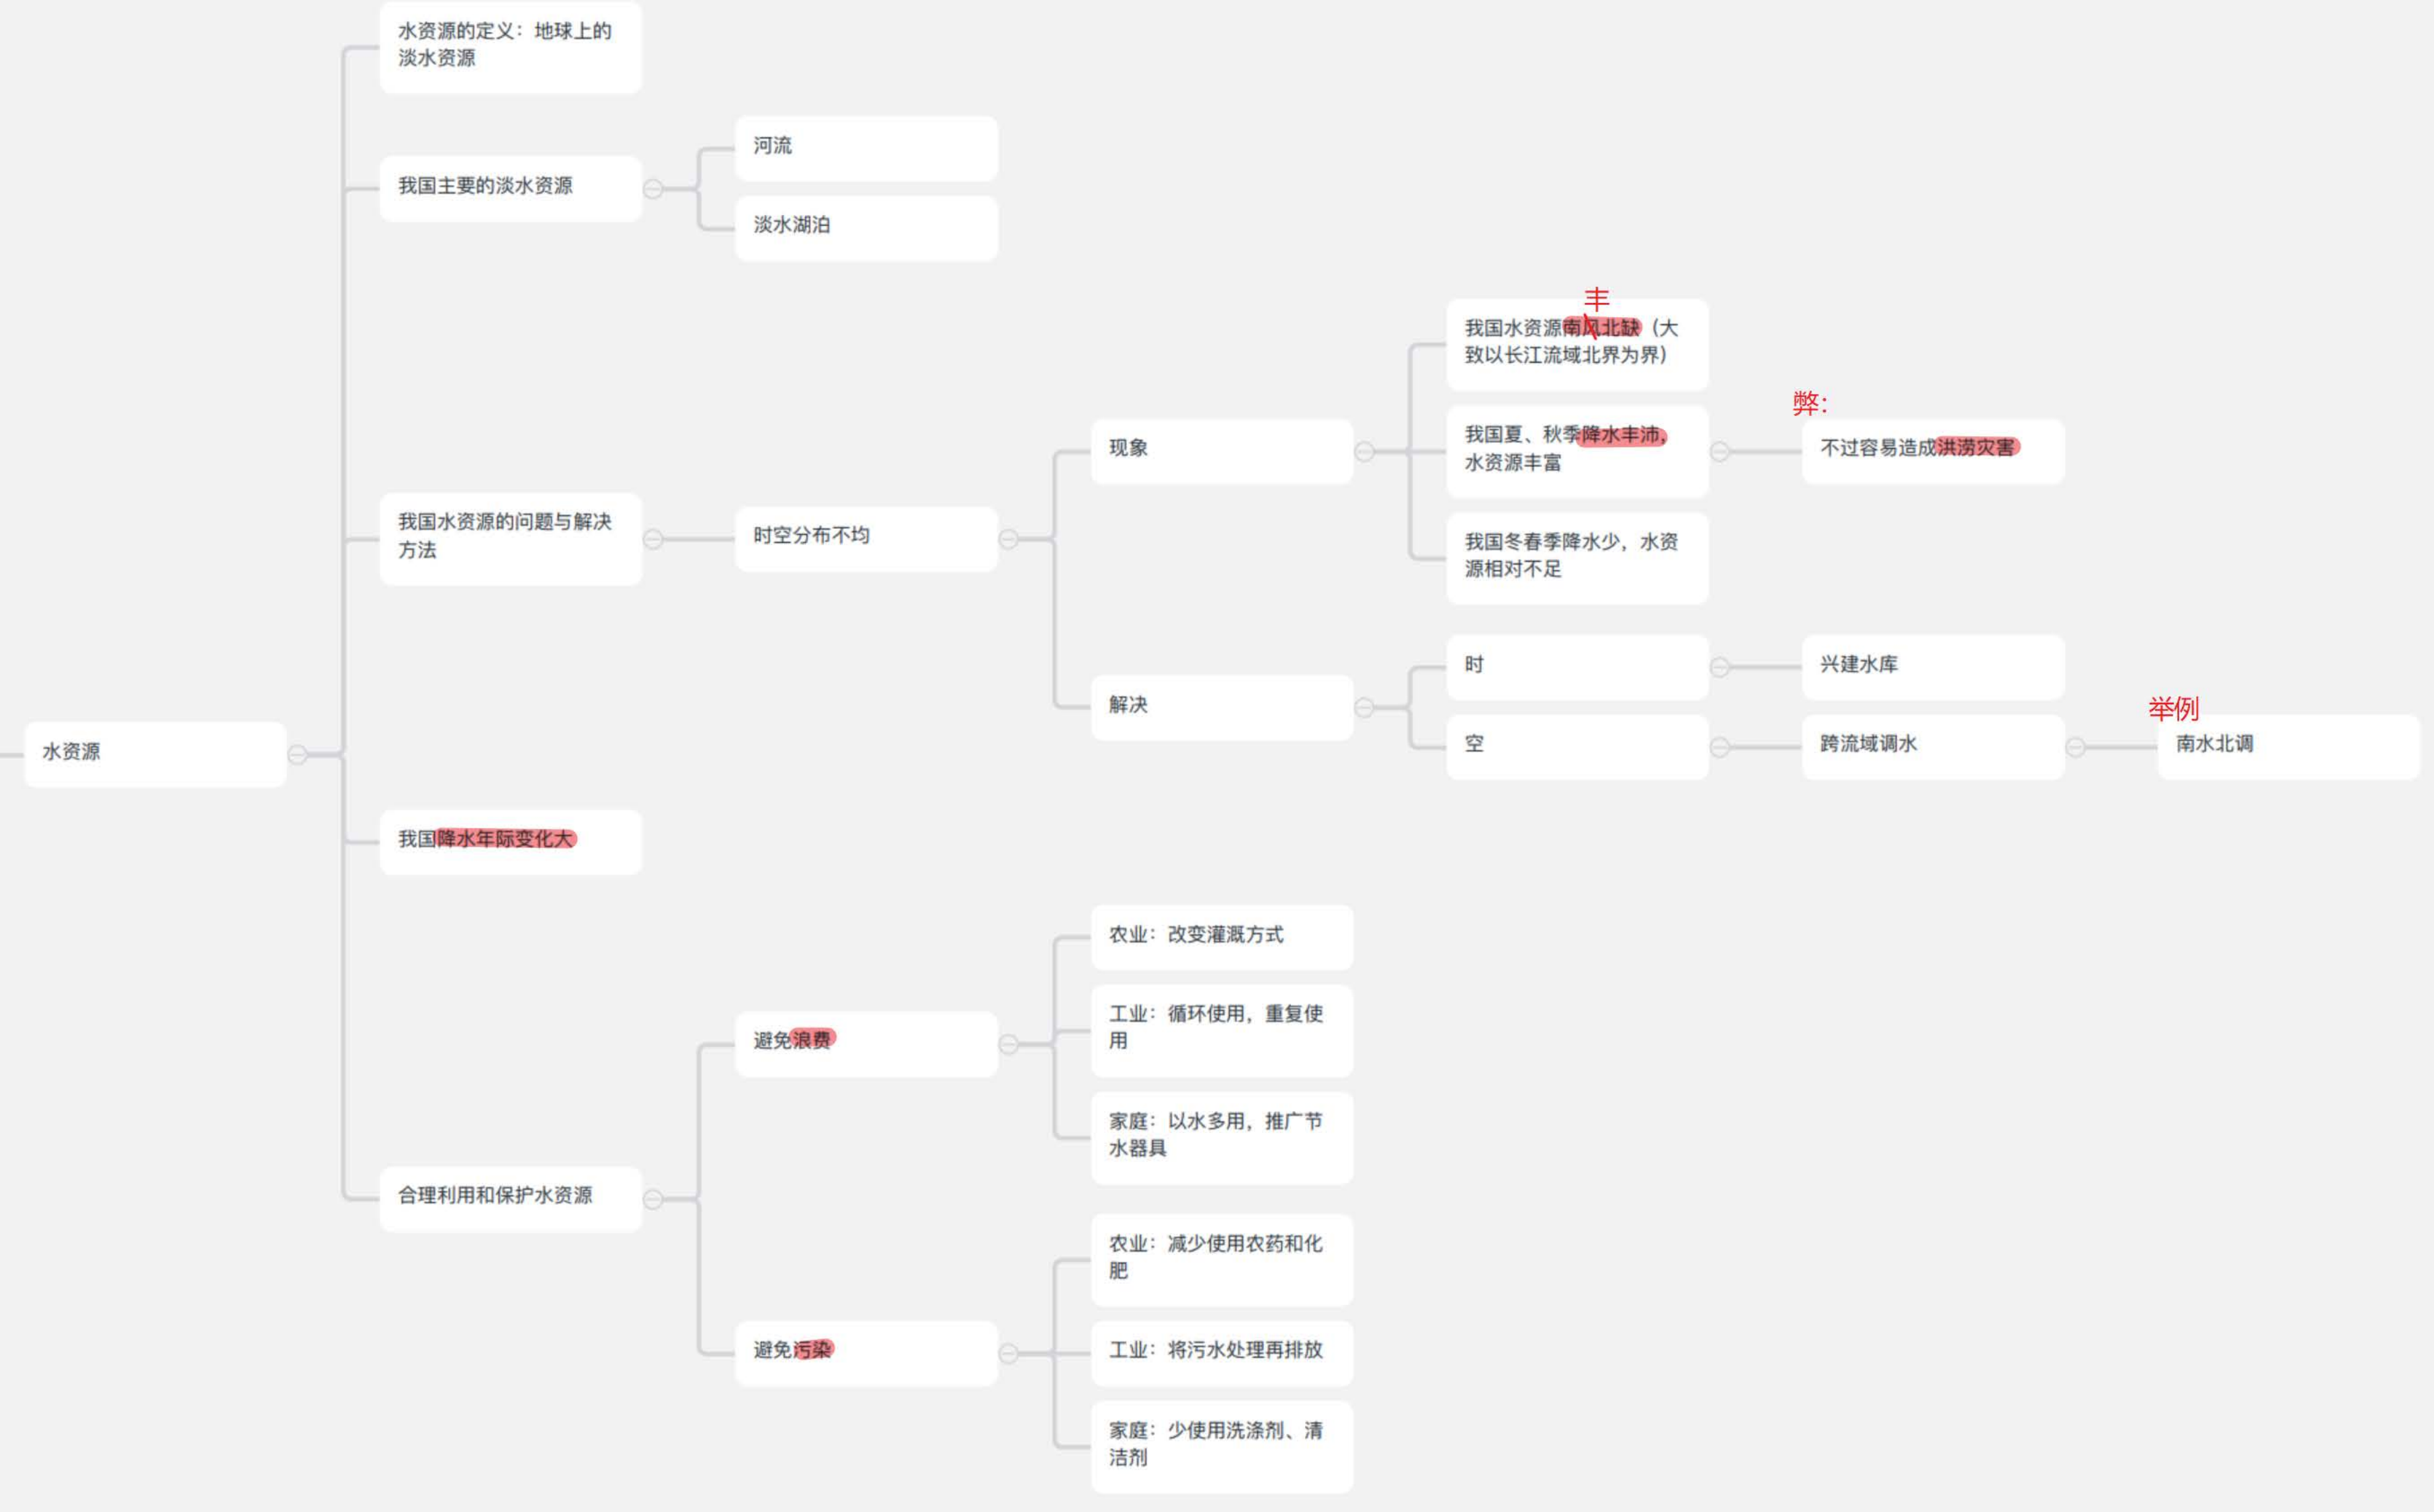 水资源的定义：地球上的
淡水资源
我国主要的淡水资源
河流
淡水湖泊
我国水资源的问题与解决
方法
时空分布不均
现象
丰
我国水资源南风北缺（大
致以长江流域北界为界）
我国夏、秋季降水丰沛，
水资源丰富
弊：
不过容易造成洪涝灾害
我国冬春季降水少，水资
源相对不足
解决
时
兴建水库
空
跨流域调水
举例
南水北调
水资源
我国降水年际变化大
合理利用和保护水资源
避免浪费
农业：改变灌溉方式
工业：循环使用，重复使
用
家庭：以水多用，推广节
水器具
避免污染
农业：减少使用农药和化
肥
工业：将污水处理再排放
家庭：少使用洗涤剂、清
洁剂